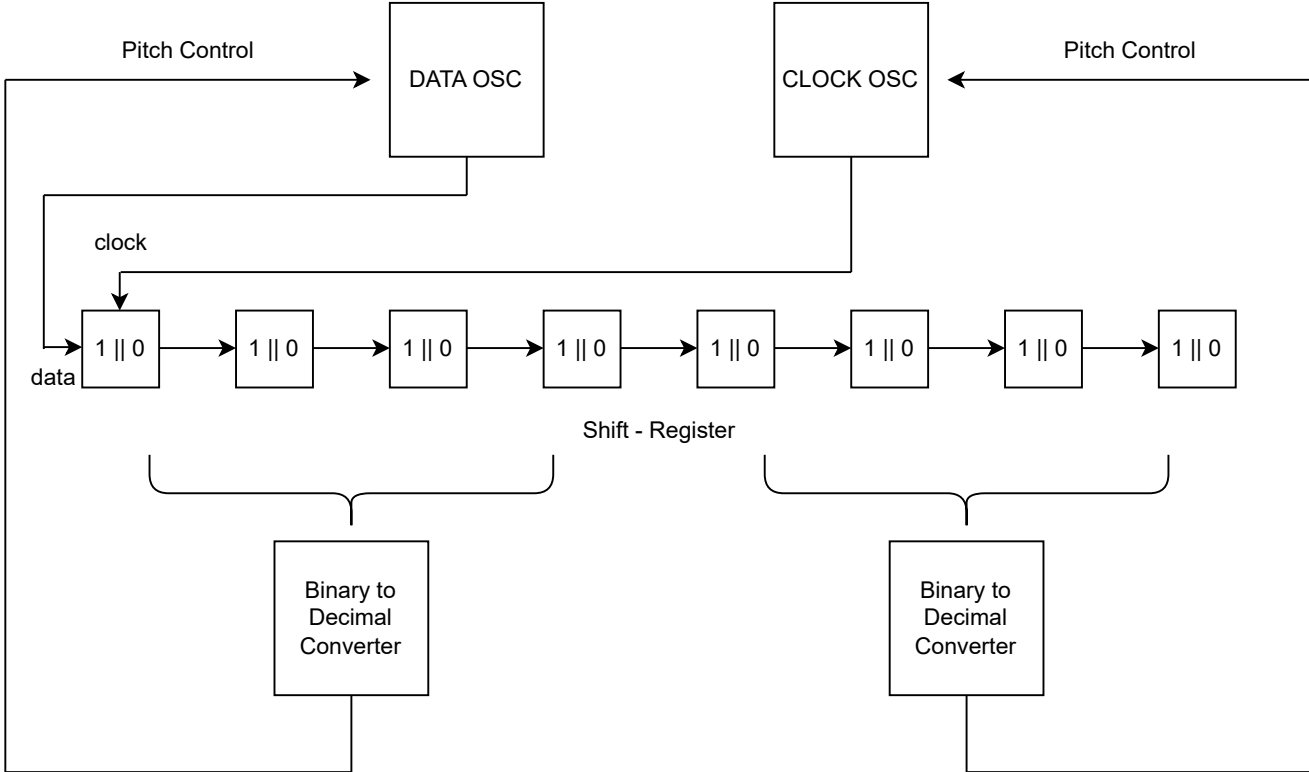 Pitch Control
DATA OSC
CLOCK OSC
Pitch Control
clock
1 || 0
1 || 0
1 || 0
1 || 0
1 || 0
1 || 0
1 || 0
1 || 0
data
Shift - Register
Binary to
Decimal
Converter
Binary to
Decimal
Converter